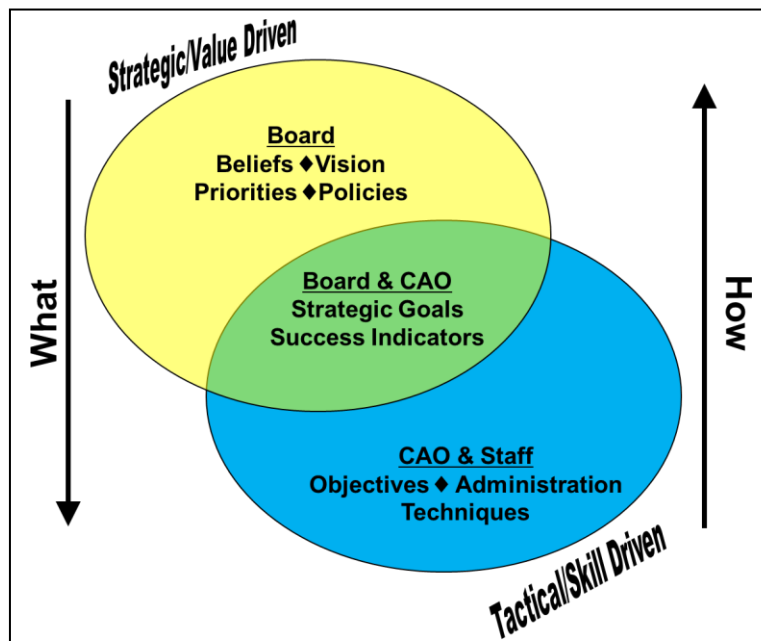 Strategic/Value Driven
Board
Beliefs ♦Vision
Priorities ♦Policies
Board & CAO
Strategic Goals
Success Indicators
What
How
CAO & Staff
Objectives ♦ Administration
Techniques
Tactical/Skill Driven